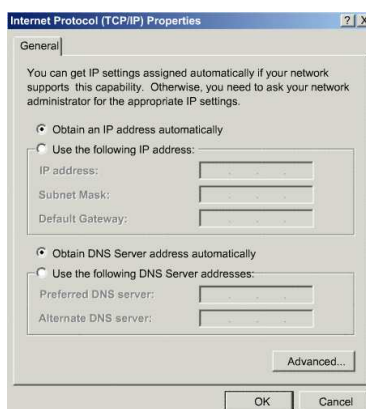 Internet Protocol (TCP/IP) Properties
? X
General
You can get IP settings assigned automatically if your network
supports this capability. Otherwise, you need to ask your network
administrator for the appropriate IP settings.
Obtain an IP address automatically
Use the following IP address:
IP address:
Subnet Mask:
Default Gateway:
Obtain DNS Server address automatically
Use the following DNS Server addresses:
Preferred DNS server:
Alternate DNS server:
Advanced...
OK Cancel